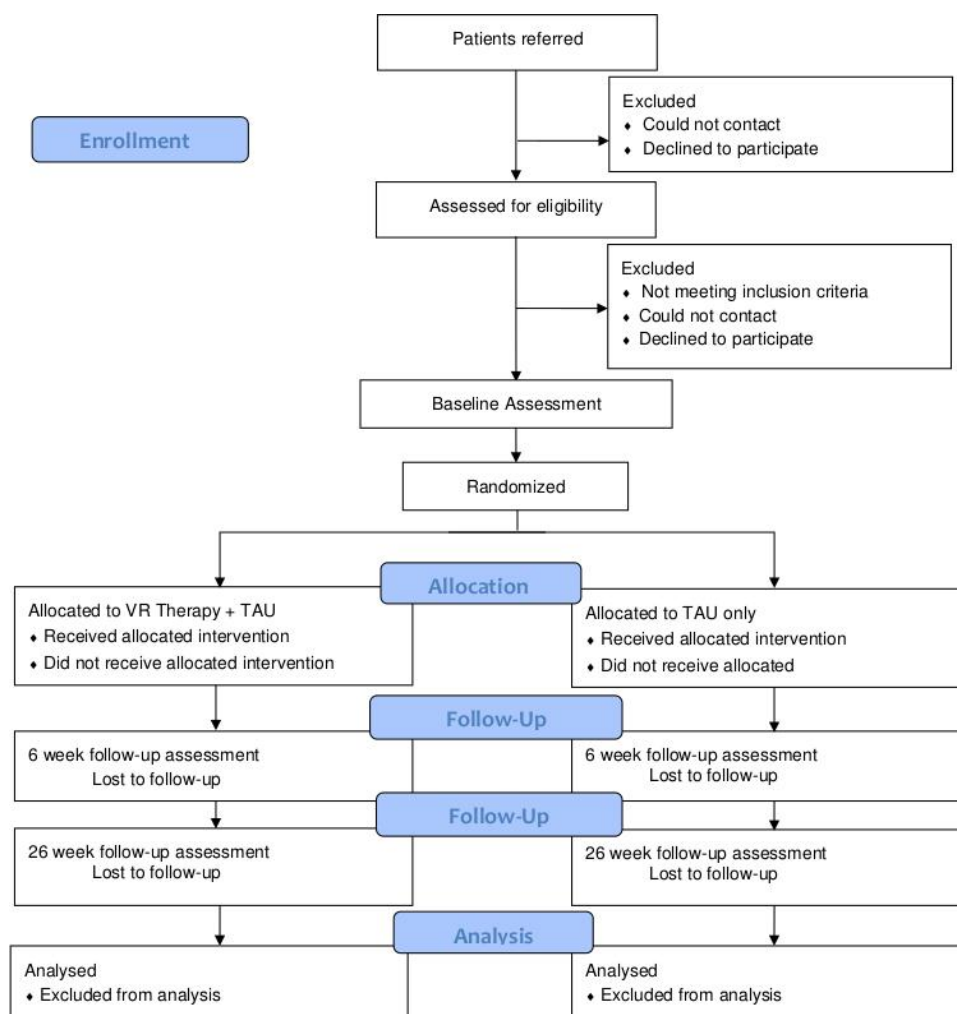 Patients referred
Excluded
♦ Could not contact
♦ Declined to participate
Enrollment
Assessed for eligibility
Excluded
♦ Not meeting inclusion criteria
♦ Could not contact
♦ Declined to participate
Baseline Assessment
Randomized
Allocation
Allocated to VR Therapy + TAU
♦ Received allocated intervention
♦ Did not receive allocated intervention
Allocated to TAU only
♦ Received allocated intervention
♦ Did not receive allocated
Follow-Up
6 week follow-up assessment
Lost to follow-up
6 week follow-up assessment
Lost to follow-up
Follow-Up
26 week follow-up assessment
Lost to follow-up
26 week follow-up assessment
Lost to follow-up
Analysis
Analysed
♦ Excluded from analysis
Analysed
♦ Excluded from analysis